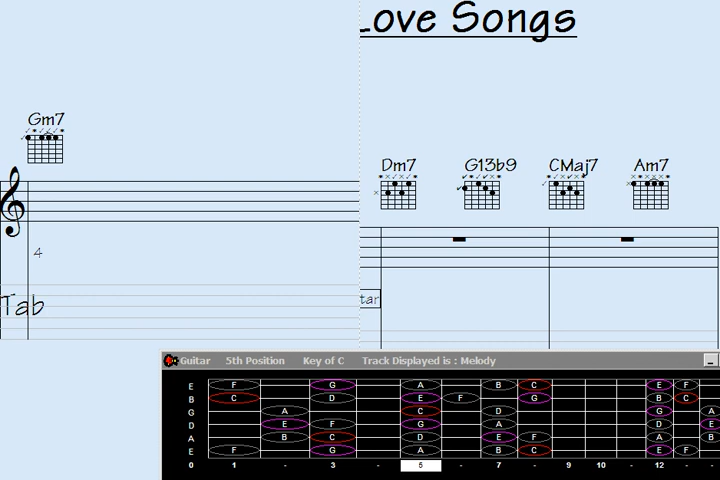 Love Songs
Gm7
Dm7 G13b9 CMaj7 Am7
4
Tab
tar
Guitar 5th Position Key of C Track Displayed is : Melody
E F G A B C E F
B C D E F G B C
G A C D G A
D E F G A D E
A B C D E F A B
E F G A B C E F
0 1 - 3 - 5 - 7 - 9 10 - 12 - -